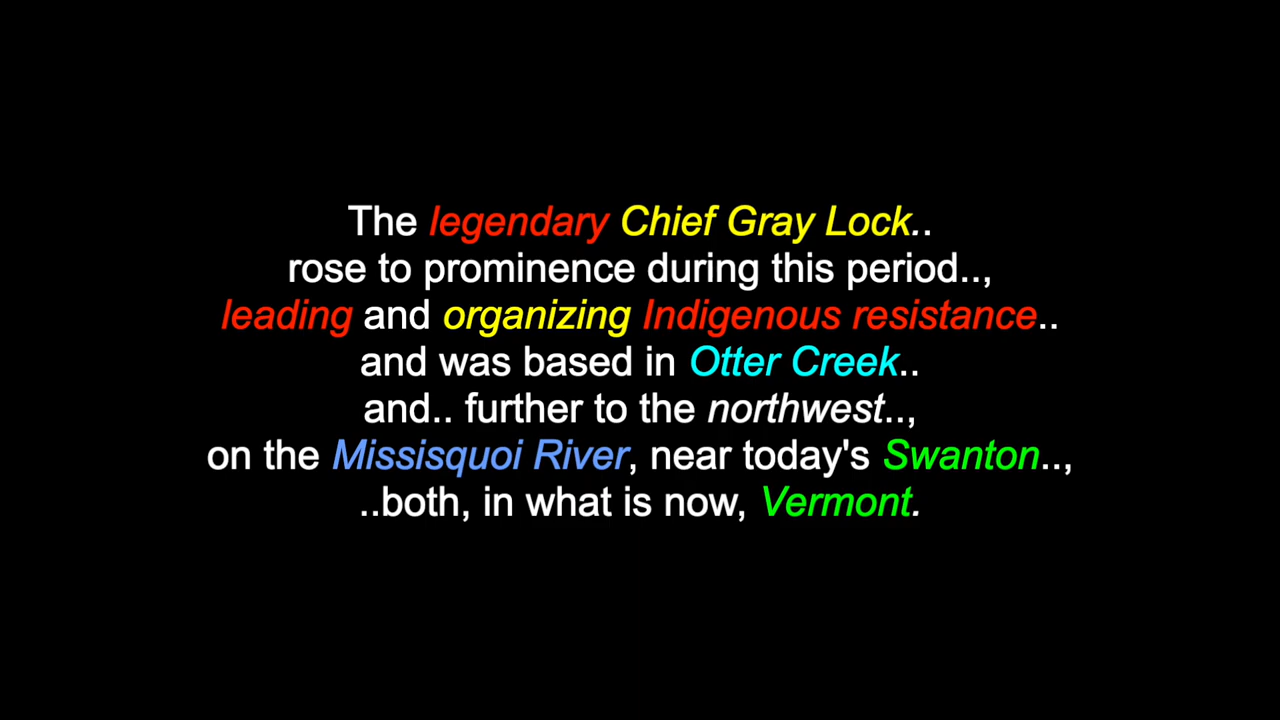 The legendary Chief Gray Lock..
rose to prominence during this period..,
leading and organizing Indigenous resistance..
and was based in Otter Creek..
and.. further to the northwest..,
on the Missisquoi River, near today's Swanton..,
..both, in what is now, Vermont.